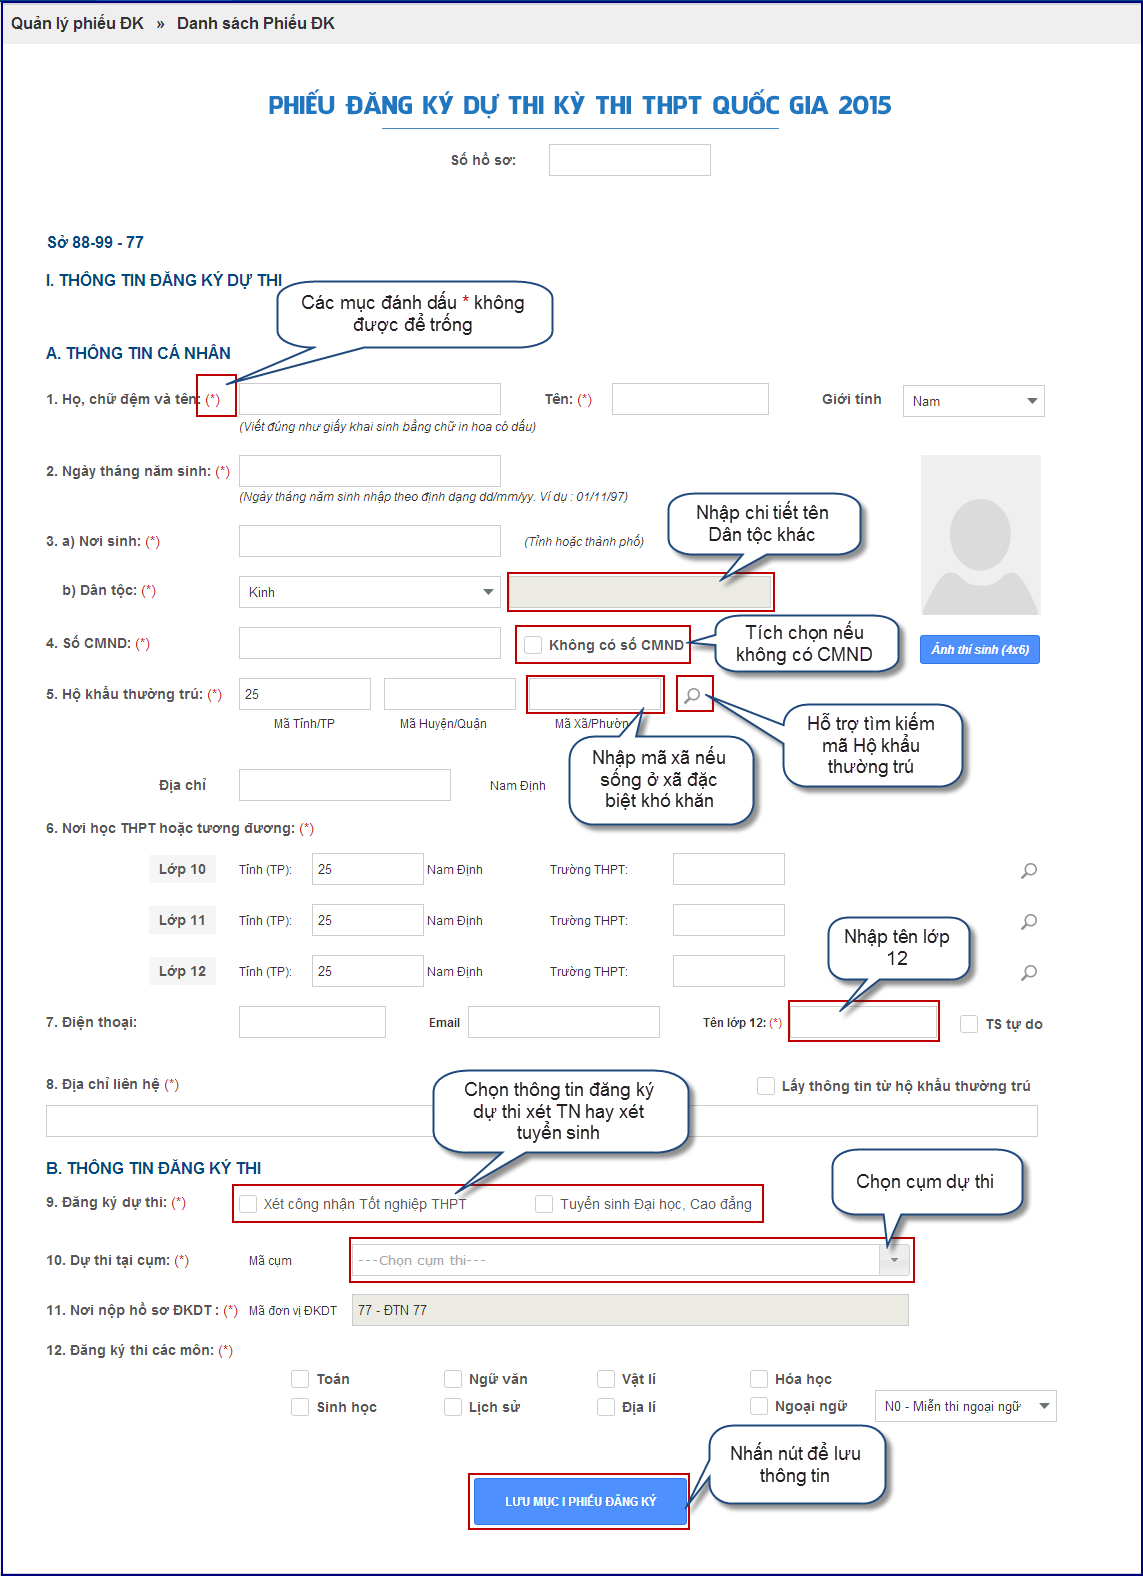 Quản lý phiếu ĐK » Danh sách Phiếu ĐK
PHIẾU ĐĂNG KÝ DỰ THI KỲ THI THPT QUỐC GIA 2015
Số hồ sơ:
Sở 88-99 - 77
I. THÔNG TIN ĐĂNG KÝ DỰ THI
Các mục đánh dấu * không
được để trống
A. THÔNG TIN CÁ NHÂN
1. Họ, chữ đệm và tên: (*) Tên: (*) Giới tính Nam
(Viết đúng như giấy khai sinh bằng chữ in hoa có dấu)
2. Ngày tháng năm sinh: (*)
(Ngày tháng năm sinh nhập theo định dạng dd/mm/yy. Ví dụ : 01/11/97)
Nhập chi tiết tên
Dân tộc khác
3. a) Nơi sinh: (*) (Tỉnh hoặc thành phố)
b) Dân tộc: (*) Kinh
4. Số CMND: (*) Không có số CMND
Tích chọn nếu
không có CMND
Ảnh thí sinh (4x6)
5. Hộ khẩu thường trú: (*) 25
Mã Tỉnh/TP Mã Huyện/Quận Mã Xã/Phườn
Hỗ trợ tìm kiếm
mã Hộ khẩu
thường trú
Nhập mã xã nếu
sống ở xã đặc
biệt khó khăn
Địa chỉ Nam Định
6. Nơi học THPT hoặc tương đương: (*)
Lớp 10 Tỉnh (TP): 25 Nam Định Trường THPT:
Lớp 11 Tỉnh (TP): 25 Nam Định Trường THPT:
Lớp 12 Tỉnh (TP): 25 Nam Định Trường THPT:
Nhập tên lớp
12
7. Điện thoại: Email Tên lớp 12: (*) TS tự do
8. Địa chỉ liên hệ (*) Lấy thông tin từ hộ khẩu thường trú
Chọn thông tin đăng ký
dự thi xét TN hay xét
tuyển sinh
B. THÔNG TIN ĐĂNG KÝ THI
9. Đăng ký dự thi: (*) Xét công nhận Tốt nghiệp THPT Tuyển sinh Đại học, Cao đẳng
Chọn cụm dự thi
10. Dự thi tại cụm: (*) Mã cụm ---Chọn cụm thi---
11. Nơi nộp hồ sơ ĐKDT : (*) Mã đơn vị ĐKDT 77 - ĐTN 77
12. Đăng ký thi các môn: (*)
Toán Ngữ văn Vật lí Hóa học
Sinh học Lịch sử Địa lí Ngoại ngữ N0 - Miễn thi ngoại ngữ
Nhấn nút để lưu
thông tin
LƯU MỤC I PHIẾU ĐĂNG KÝ